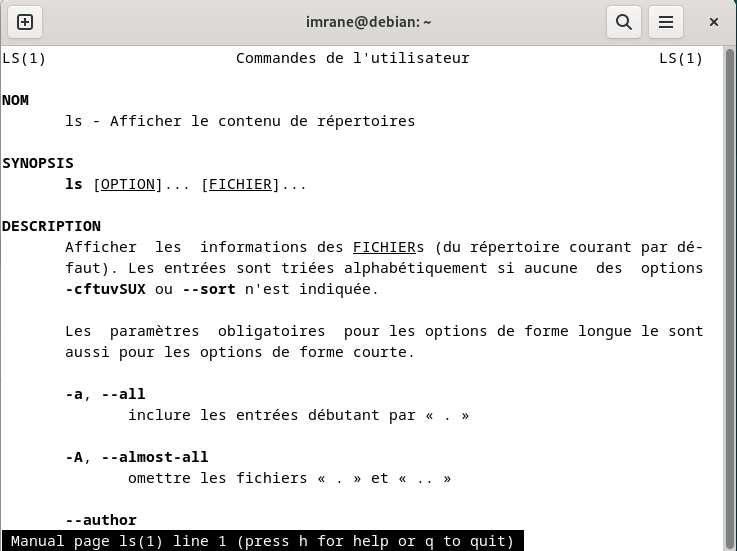 imrane@debian: ~
LS(1) Commandes de l'utilisateur LS(1)
NOM
ls - Afficher le contenu de répertoires
SYNOPSIS
ls [OPTION]... [FICHIER]...
DESCRIPTION
Afficher les informations des FICHIERs (du répertoire courant par dé-
faut). Les entrées sont triées alphabétiquement si aucune des options
-cftuvSUX ou --sort n'est indiquée.
Les paramètres obligatoires pour les options de forme longue le sont
aussi pour les options de forme courte.
-a, --all
inclure les entrées débutant par « . »
-A, --almost-all
omettre les fichiers « . » et « .. »
--author
Manual page ls(1) line 1 (press h for help or q to quit)